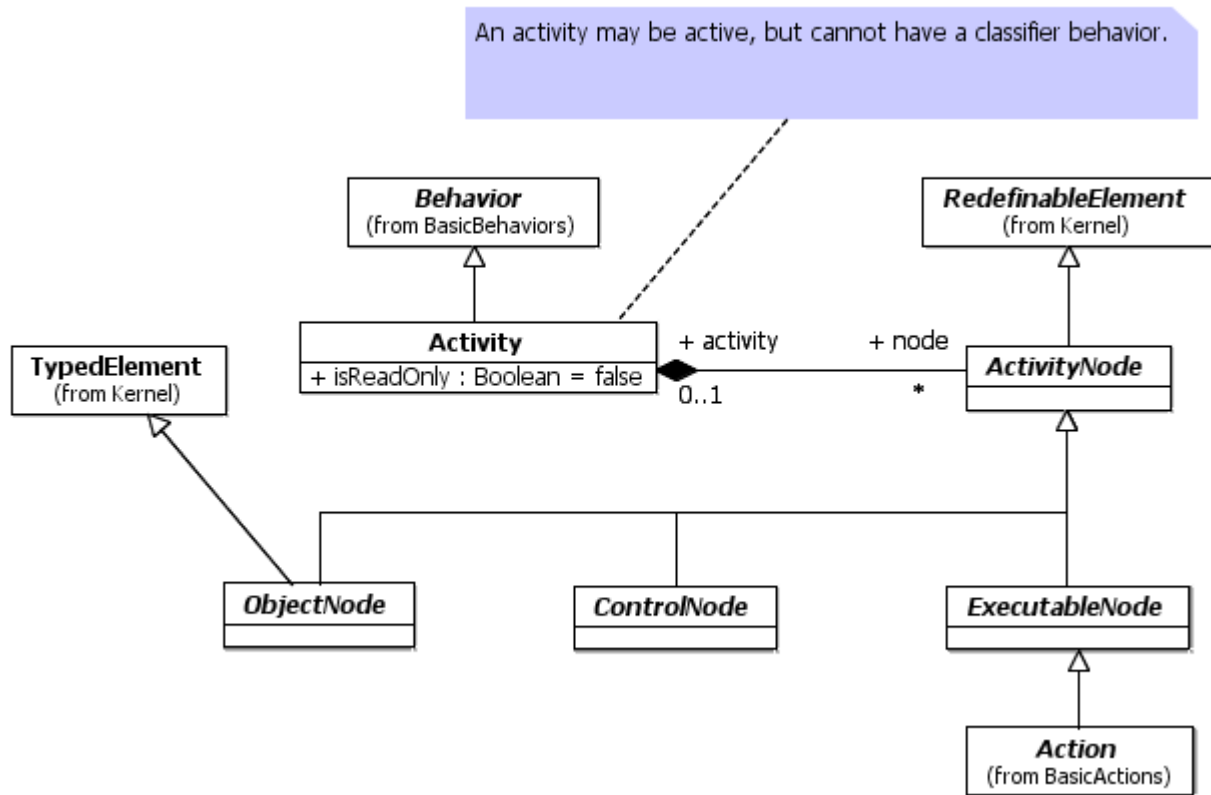 An activity may be active, but cannot have a classifier behavior.
Behavior
(from BasicBehaviors)
RedefinableElement
(from Kernel)
Activity
+ isReadOnly : Boolean = false
+ activity
0..1
+ node
*
ActivityNode
TypedElement
(from Kernel)
ObjectNode
ControlNode
ExecutableNode
Action
(from BasicActions)